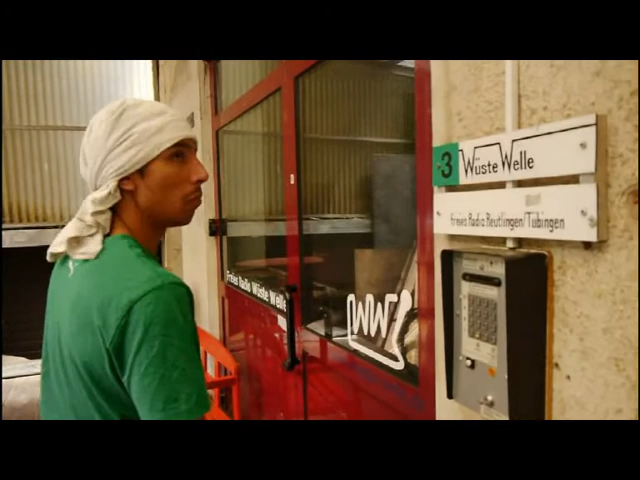 3 Wüste Welle
freies Radio Reutlingen/Tübingen
freies Radio Wüste Welle
WW